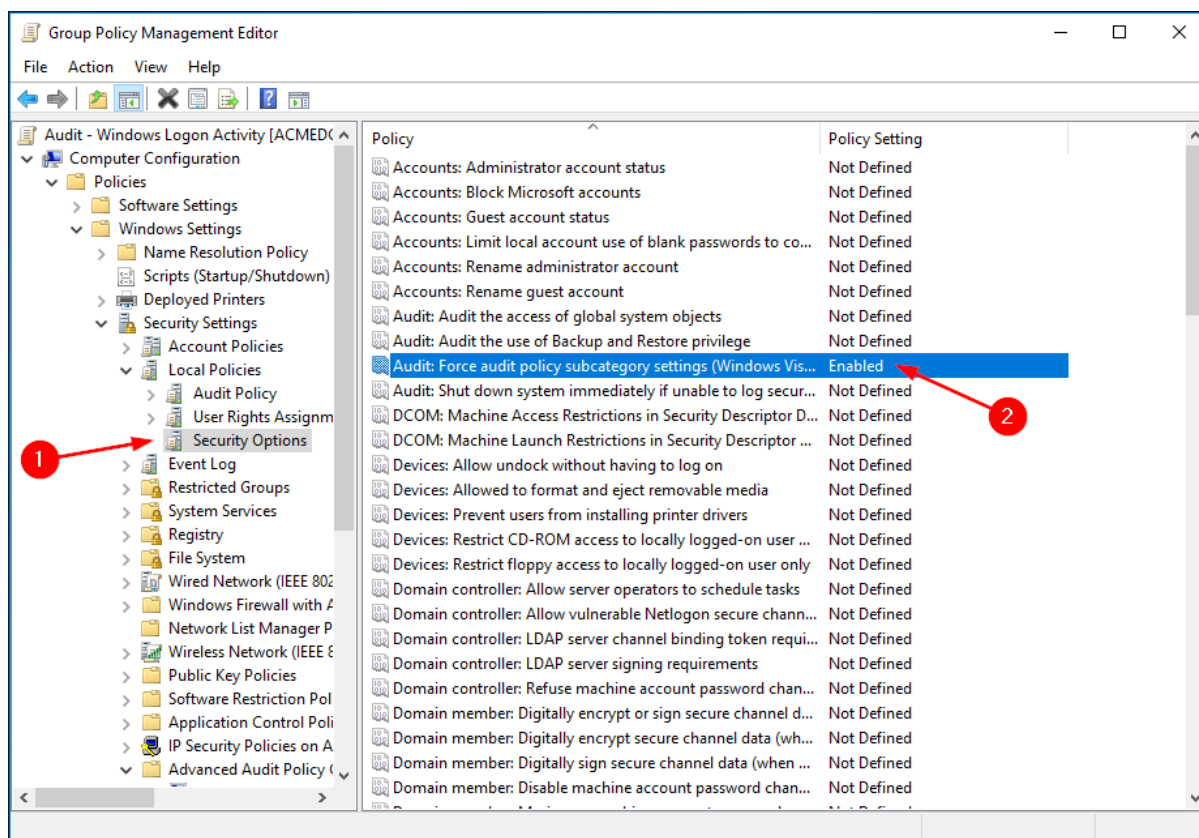 Group Policy Management Editor
File Action View Help
Audit - Windows Logon Activity [ACMEDC
Computer Configuration
Policies
Software Settings
Windows Settings
Name Resolution Policy
Scripts (Startup/Shutdown)
Deployed Printers
Security Settings
Account Policies
Local Policies
Audit Policy
User Rights Assignm
Security Options
Event Log
Restricted Groups
System Services
Registry
File System
Wired Network (IEEE 802
Windows Firewall with A
Network List Manager P
Wireless Network (IEEE 8
Public Key Policies
Software Restriction Pol
Application Control Poli
IP Security Policies on A
Advanced Audit Policy C
1
Policy Policy Setting
Accounts: Administrator account status Not Defined
Accounts: Block Microsoft accounts Not Defined
Accounts: Guest account status Not Defined
Accounts: Limit local account use of blank passwords to co... Not Defined
Accounts: Rename administrator account Not Defined
Accounts: Rename guest account Not Defined
Audit: Audit the access of global system objects Not Defined
Audit: Audit the use of Backup and Restore privilege Not Defined
Audit: Force audit policy subcategory settings (Windows Vis... Enabled
Audit: Shut down system immediately if unable to log secur... Not Defined
DCOM: Machine Access Restrictions in Security Descriptor D... Not Defined
DCOM: Machine Launch Restrictions in Security Descriptor ... Not Defined
Devices: Allow undock without having to log on Not Defined
Devices: Allowed to format and eject removable media Not Defined
Devices: Prevent users from installing printer drivers Not Defined
Devices: Restrict CD-ROM access to locally logged-on user ... Not Defined
Devices: Restrict floppy access to locally logged-on user only Not Defined
Domain controller: Allow server operators to schedule tasks Not Defined
Domain controller: Allow vulnerable Netlogon secure chann... Not Defined
Domain controller: LDAP server channel binding token requi... Not Defined
Domain controller: LDAP server signing requirements Not Defined
Domain controller: Refuse machine account password chan... Not Defined
Domain member: Digitally encrypt or sign secure channel d... Not Defined
Domain member: Digitally encrypt secure channel data (wh... Not Defined
Domain member: Digitally sign secure channel data (when ... Not Defined
Domain member: Disable machine account password chan... Not Defined
2